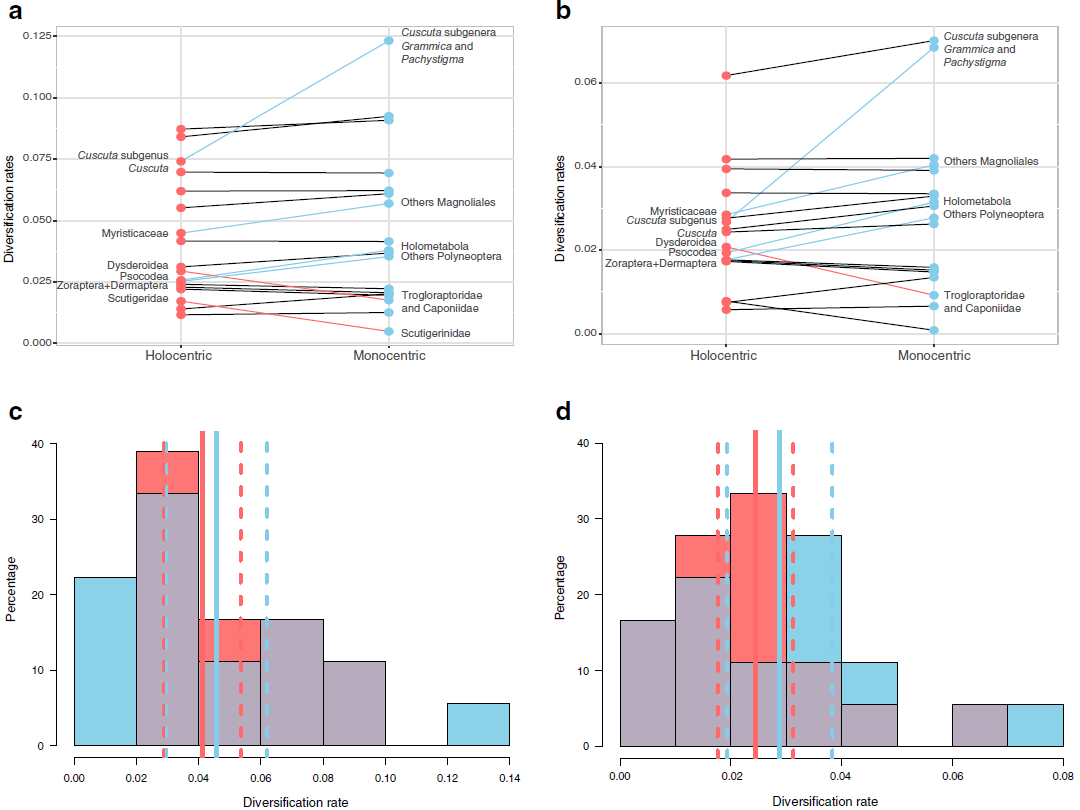 a
Diversification rates
0.125
0.100
0.075
0.050
0.025
0.000
Cuscuta subgenus
Cuscuta
Myristicaceae
Dysderoidea
Psocodea
Zoraptera+Dermaptera
Scutigeridae
Cuscuta subgenera
Grammica and
Pachystigma
Others Magnoliales
Holometabola
Others Polyneoptera
Trogloraptoridae
and Caponiidae
Scutigerinidae
Holocentric Monocentric
b
Diversification rates
0.06
0.04
0.02
0.00
Myristicaceae
Cuscuta subgenus
Cuscuta
Dysderoidea
Psocodea
Zoraptera+Dermaptera
Cuscuta subgenera
Grammica and
Pachystigma
Others Magnoliales
Holometabola
Others Polyneoptera
Trogloraptoridae
and Caponiidae
Holocentric Monocentric
c
Percentage
40
30
20
10
0
0.00 0.02 0.04 0.06 0.08 0.10 0.12 0.14
Diversification rate
d
Percentage
40
30
20
10
0
0.00 0.02 0.04 0.06 0.08
Diversification rate